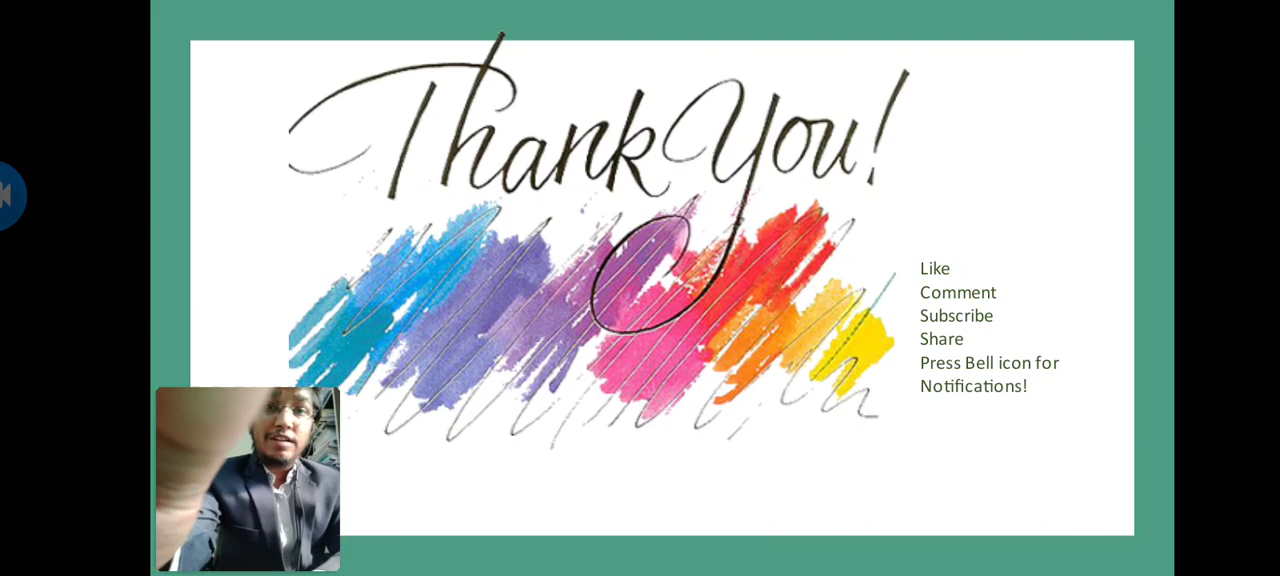 Thank You!
Like
Comment
Subscribe
Share
Press Bell icon for
Notifications!